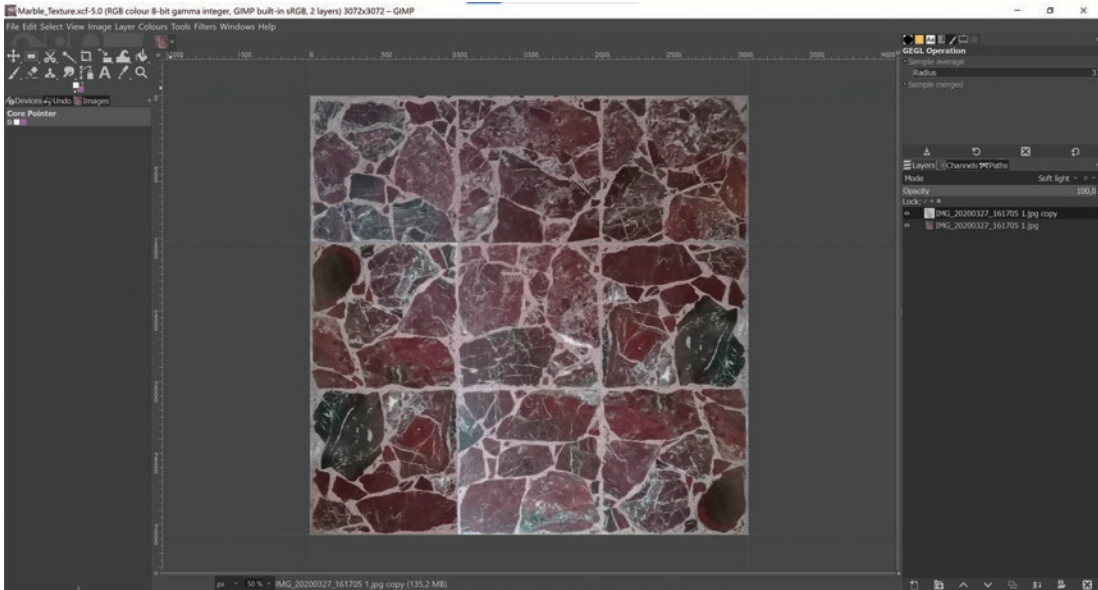 Marble_Texture.xcf-5.0 (RGB colour 8-bit gamma integer, GIMP built-in sRGB, 2 layers) 3072x3072 – GIMP
File Edit Select View Image Layer Colours Tools Filters Windows Help
GEGL Operation
Sample average
Radius 3
Sample merged
Devices Undo Images
Core Pointer
Layers Channels Paths
Mode Soft light
Opacity 100,0
Lock:
IMG_20200327_161705 1.jpg copy
IMG_20200327_161705 1.jpg
px 50 % IMG_20200327_161705 1.jpg copy (135,2 MB)